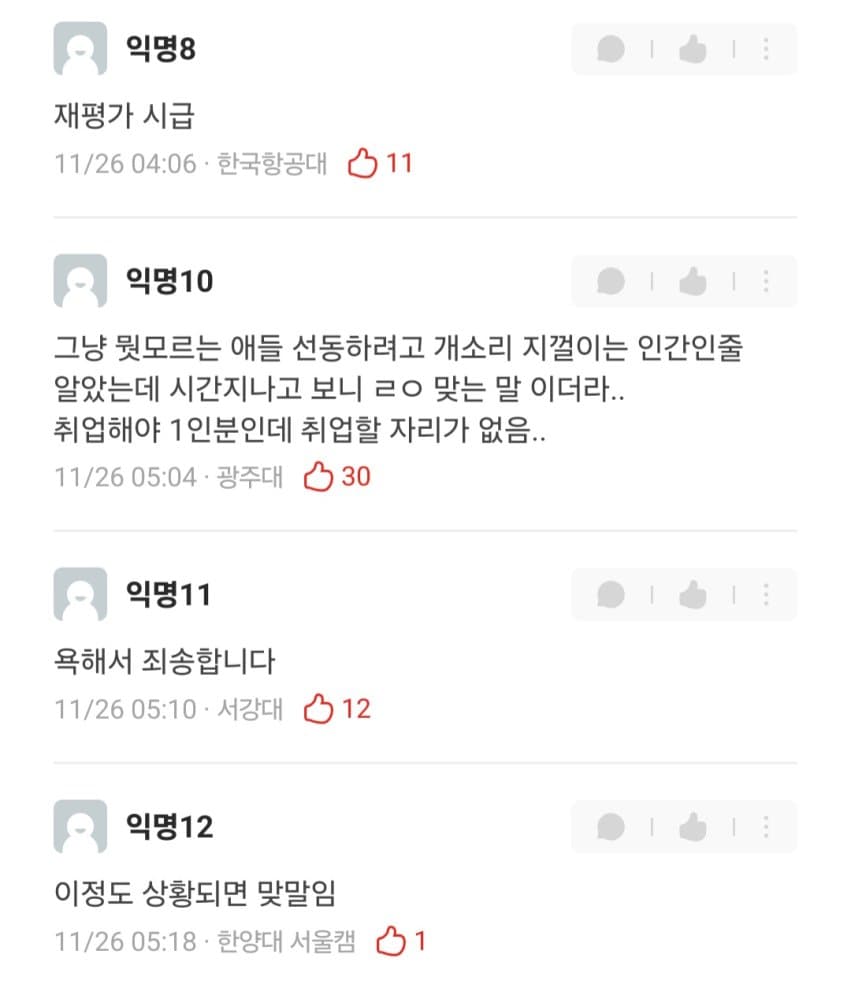 익명8
재평가 시급
11/26 04:06 · 한국항공대 11
익명10
그냥 뭣모르는 애들 선동하려고 개소리 지껄이는 인간인줄
알았는데 시간지나고 보니 ㄹㅇ 맞는 말 이더라..
취업해야 1인분인데 취업할 자리가 없음..
11/26 05:04 · 광주대 30
익명11
욕해서 죄송합니다
11/26 05:10 · 서강대 12
익명12
이정도 상황되면 맞말임
11/26 05:18 · 한양대 서울캠 1